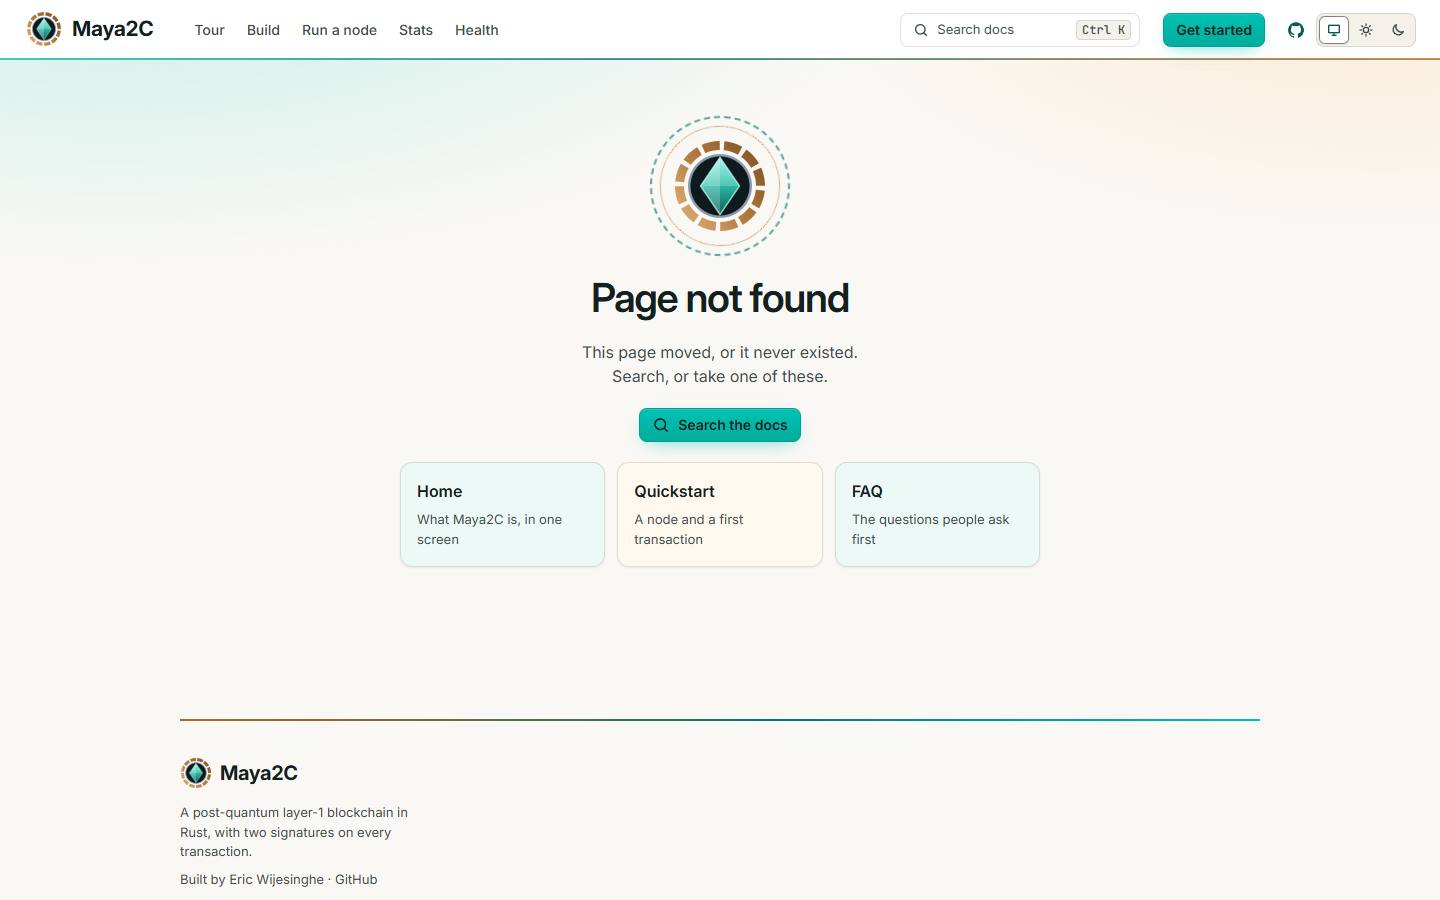 Maya2C
Tour
Build
Run a node
Stats
Health
Search docs
Ctrl K
Get started
Page not found
This page moved, or it never existed.
Search, or take one of these.
Search the docs
Home
What Maya2C is, in one
screen
Quickstart
A node and a first
transaction
FAQ
The questions people ask
first
Maya2C
A post-quantum layer-1 blockchain in
Rust, with two signatures on every
transaction.
Built by Eric Wijesinghe · GitHub